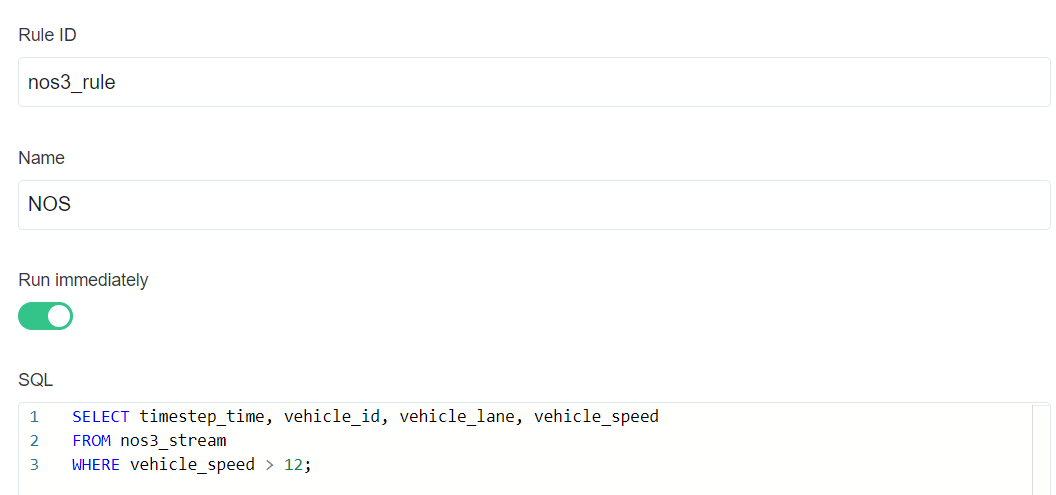 Rule ID
nos3_rule
Name
NOS
Run immediately
SQL
1 SELECT timestep_time, vehicle_id, vehicle_lane, vehicle_speed
2 FROM nos3_stream
3 WHERE vehicle_speed > 12;